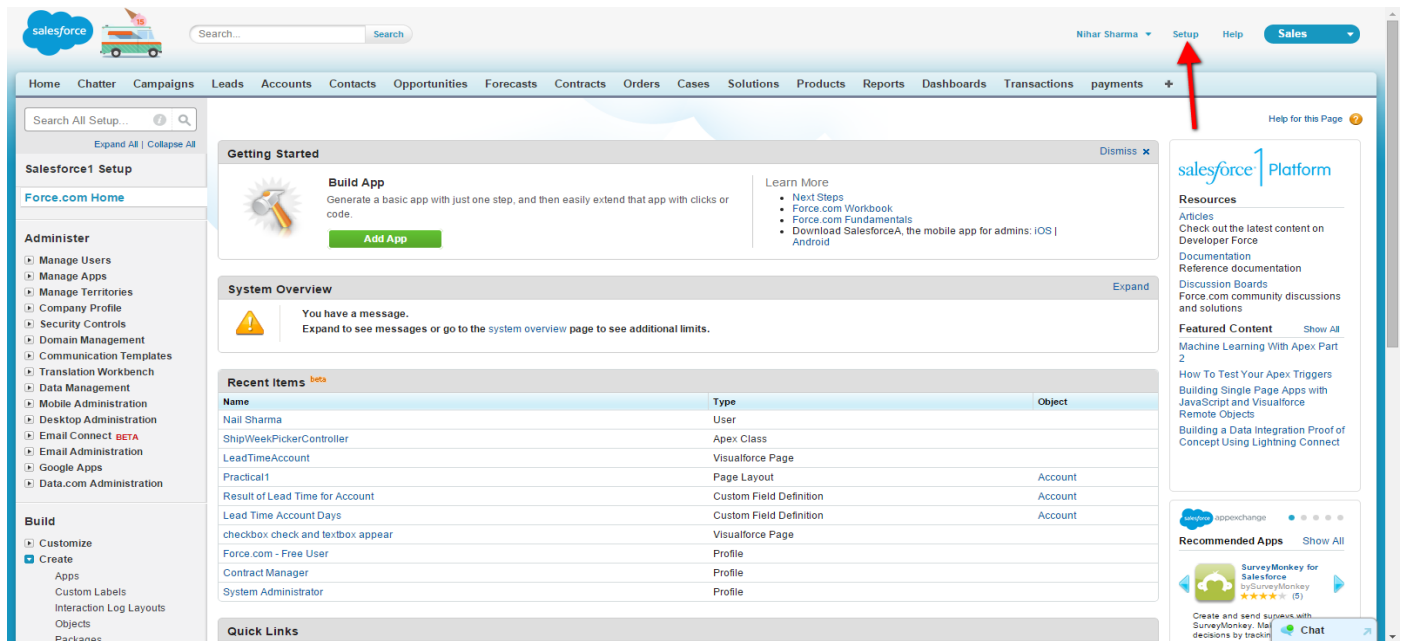 salesforce
15
Search...
Search
Nihar Sharma
Setup
Help
Sales
Home Chatter Campaigns Leads Accounts Contacts Opportunities Forecasts Contracts Orders Cases Solutions Products Reports Dashboards Transactions payments +
Search All Setup...
Expand All | Collapse All
Salesforce1 Setup
Force.com Home
Administer
Manage Users
Manage Apps
Manage Territories
Company Profile
Security Controls
Domain Management
Communication Templates
Translation Workbench
Data Management
Mobile Administration
Desktop Administration
Email Connect BETA
Email Administration
Google Apps
Data.com Administration
Build
Customize
Create
Apps
Custom Labels
Interaction Log Layouts
Objects
Packages
Help for this Page ?
Getting Started
Dismiss x
Build App
Generate a basic app with just one step, and then easily extend that app with clicks or
code.
Add App
Learn More
Next Steps
Force.com Workbook
Force.com Fundamentals
Download SalesforceA, the mobile app for admins: iOS |
Android
System Overview
Expand
You have a message.
Expand to see messages or go to the system overview page to see additional limits.
Recent Items beta
Name Type Object
Nail Sharma User
ShipWeekPickerController Apex Class
LeadTimeAccount Visualforce Page
Practical1 Page Layout Account
Result of Lead Time for Account Custom Field Definition Account
Lead Time Account Days Custom Field Definition Account
checkbox check and textbox appear Visualforce Page
Force.com - Free User Profile
Contract Manager Profile
System Administrator Profile
Quick Links
salesforce1 Platform
Resources
Articles
Check out the latest content on
Developer Force
Documentation
Reference documentation
Discussion Boards
Force.com community discussions
and solutions
Featured Content Show All
Machine Learning With Apex Part
2
How To Test Your Apex Triggers
Building Single Page Apps with
JavaScript and Visualforce
Remote Objects
Building a Data Integration Proof of
Concept Using Lightning Connect
salesforce appexchange
Recommended Apps Show All
SurveyMonkey for
Salesforce
bySurveyMonkey
(5)
Create and send surveys with
SurveyMonkey.
decisions by
Chat